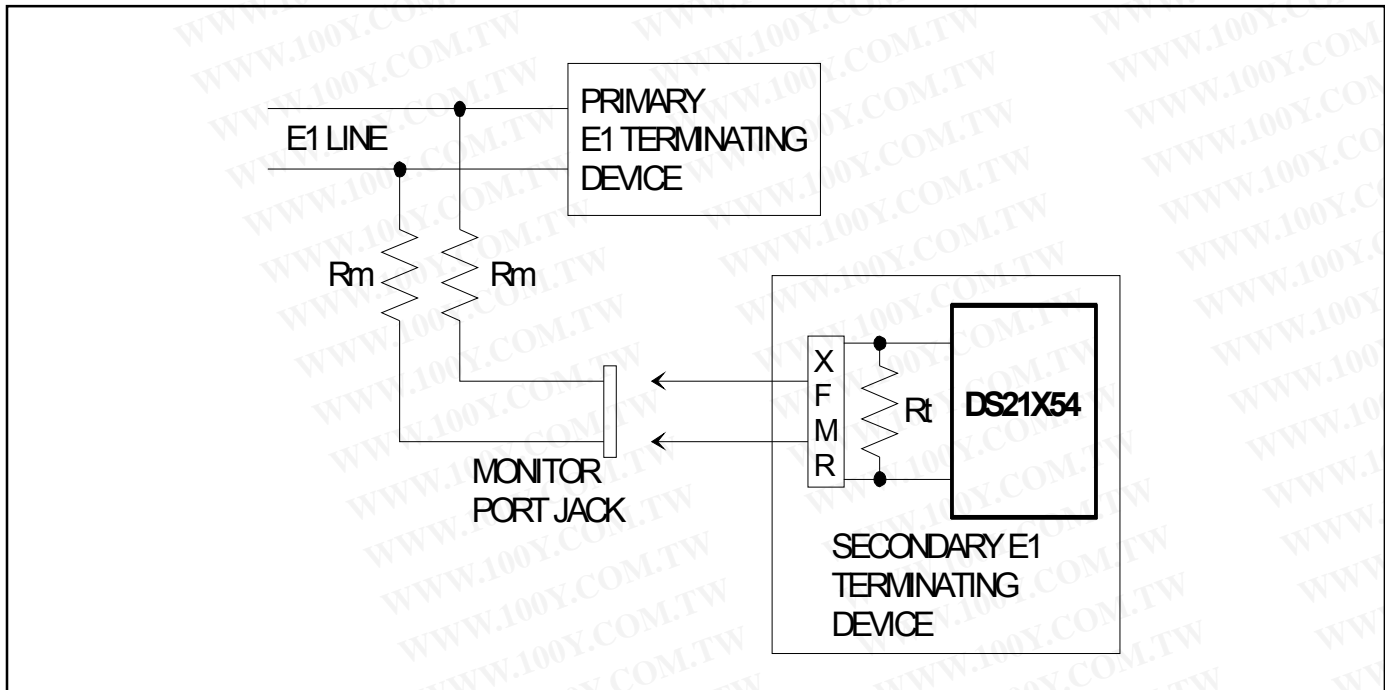 PRIMARY
E1 TERMINATING
DEVICE
E1 LINE
Rm
Rm
X
F
M
R
Rt
DS21X54
MONITOR
PORT JACK
SECONDARY E1
TERMINATING
DEVICE
WWW.100Y.COM.TW